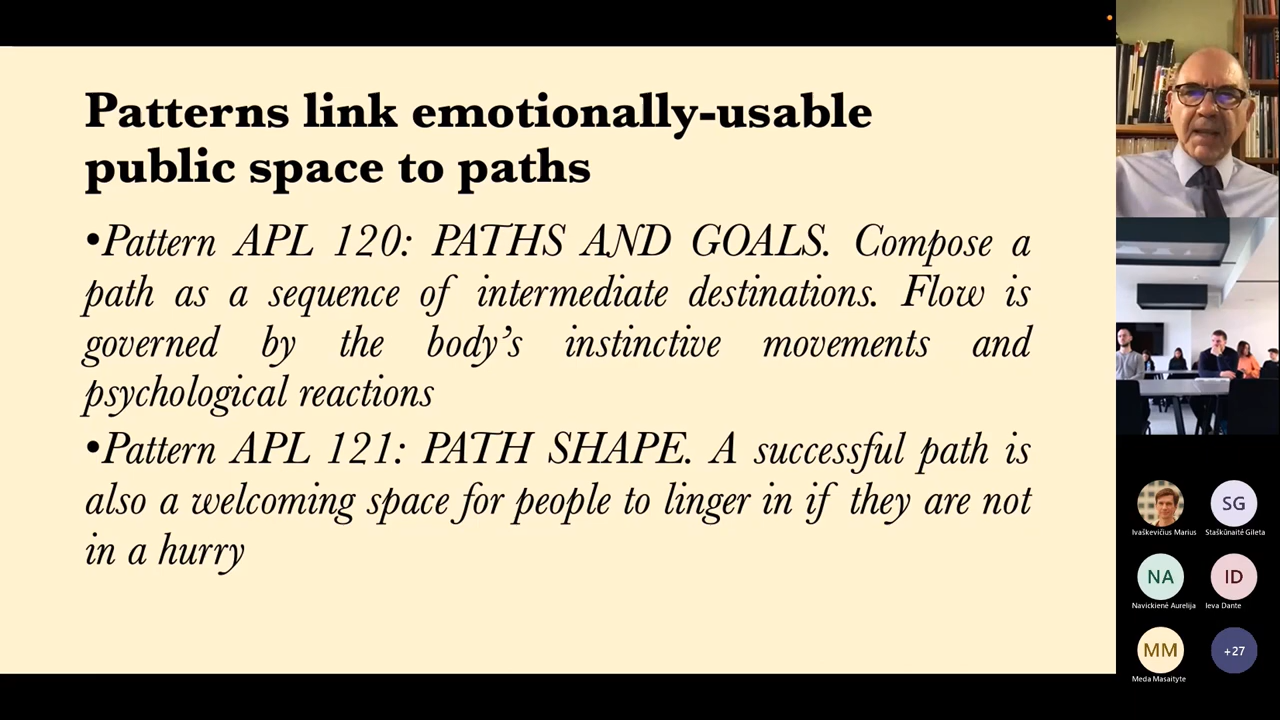 Patterns link emotionally-usable
public space to paths
•Pattern APL 120: PATHS AND GOALS. Compose a
path as a sequence of intermediate destinations. Flow is
governed by the body’s instinctive movements and
psychological reactions
•Pattern APL 121: PATH SHAPE. A successful path is
also a welcoming space for people to linger in if they are not
in a hurry
SG
Ivaškevičius Marius
Staškūnaitė Gileta
NA
ID
Navickienė Aurelija
Ieva Dante
MM
+27
Meda Masaityte